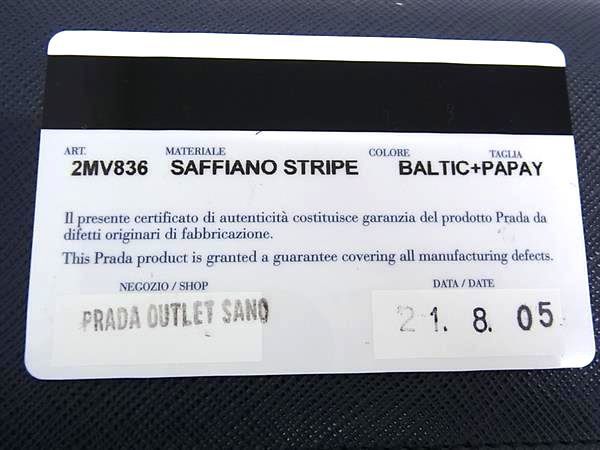 ART. MATERIALE COLORE TAGLIA
2MV836 SAFFIANO STRIPE BALTIC+PAPAY
Il presente certificato di autenticità costituisce garanzia del prodotto Prada da
difetti originari di fabbricazione.
This Prada product is granted a guarantee covering all manufacturing defects.
NEGOZIO / SHOP DATA / DATE
PRADA OUTLET SANO 21. 8. 05